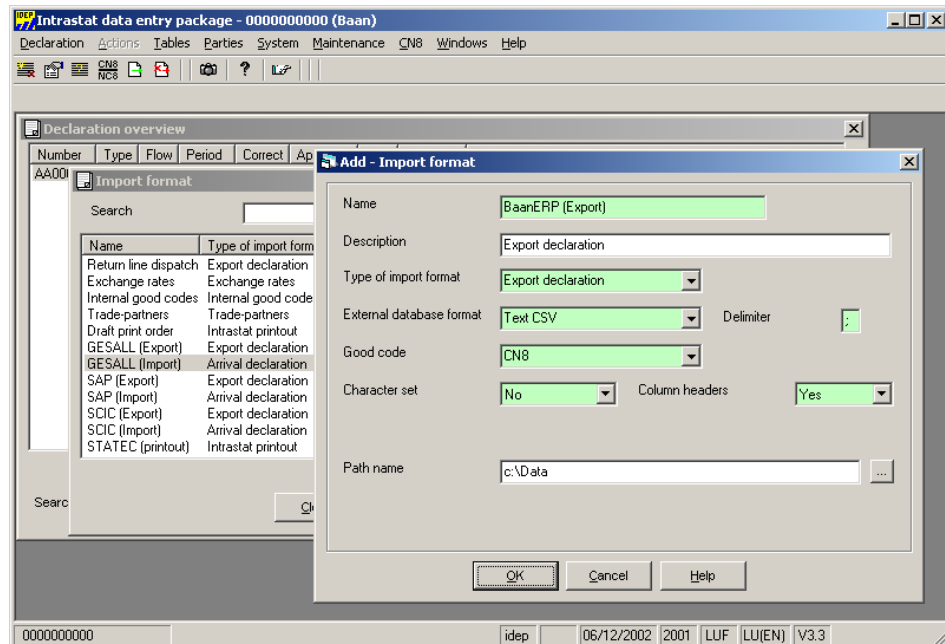 IDEP
Intrastat data entry package - 0000000000 (Baan)
Declaration Actions Tables Parties System Maintenance CN8 Windows Help
CN8
NC8
?
Declaration overview
Number Type Flow Period Correct Ap
AA00
Import format
Search
Name Type of import form
Return line dispatch Export declaration
Exchange rates Exchange rates
Internal good codes Internal good code
Trade-partners Trade-partners
Draft print order Intrastat printout
GESALL (Export) Export declaration
GESALL (Import) Arrival declaration
SAP (Export) Export declaration
SAP (Import) Arrival declaration
SCIC (Export) Export declaration
SCIC (Import) Arrival declaration
STATEC (printout) Intrastat printout
Searc
Cl
Add - Import format
Name BaanERP (Export)
Description Export declaration
Type of import format Export declaration
External database format Text CSV Delimiter ;
Good code CN8
Character set No Column headers Yes
Path name c:\Data ...
OK Cancel Help
0000000000 idep 06/12/2002 2001 LUF LU(EN) V3.3